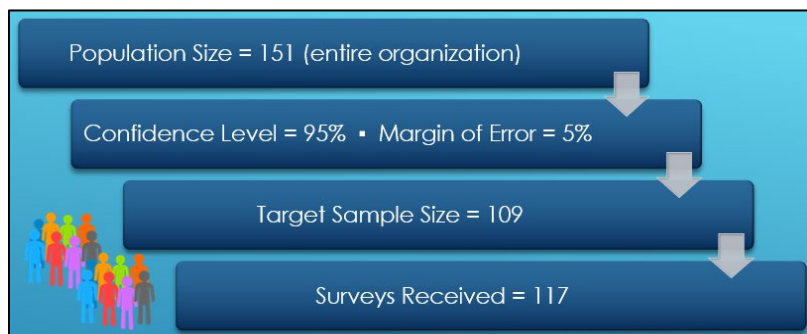 Population Size = 151 (entire organization)
Confidence Level = 95% ▪ Margin of Error = 5%
Target Sample Size = 109
Surveys Received = 117